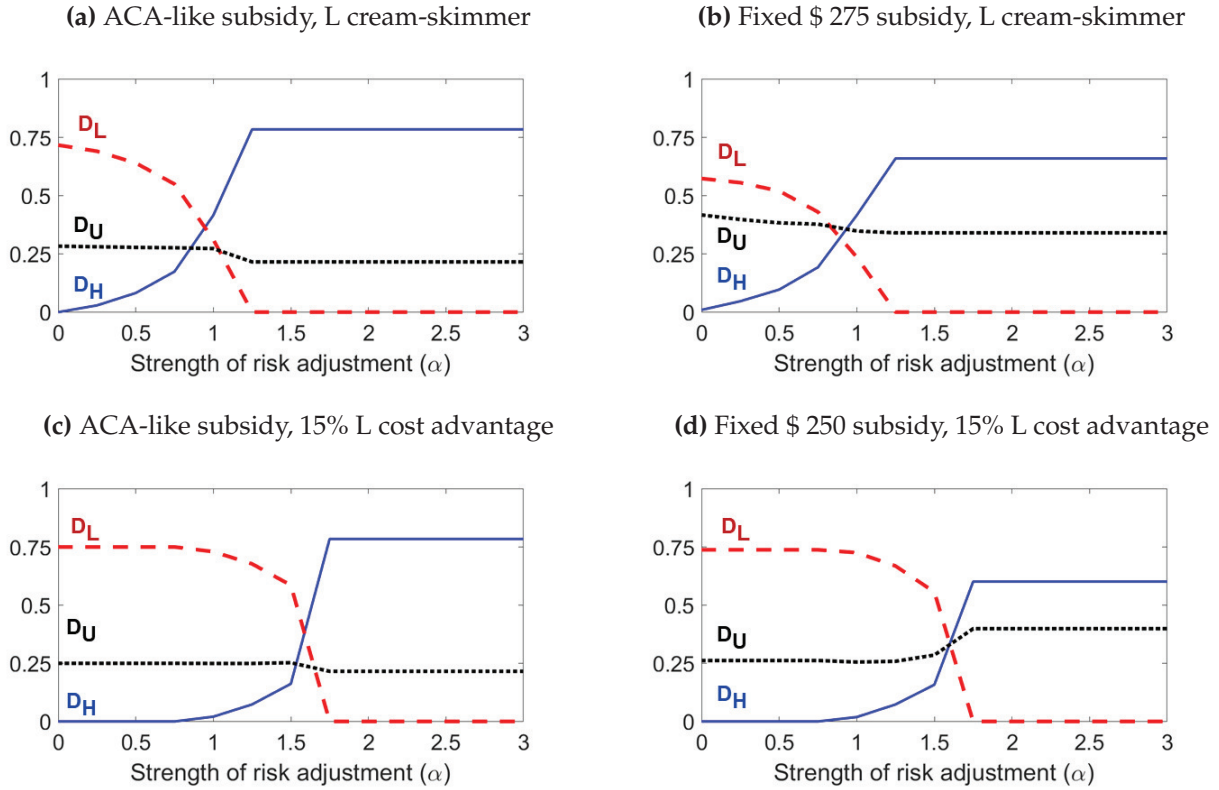 (a) ACA-like subsidy, L cream-skimmer
(b) Fixed $ 275 subsidy, L cream-skimmer
1
0.75
0.5
0.25
0
D_L
D_U
D_H
0 0.5 1 1.5 2 2.5 3
Strength of risk adjustment (α)
1
0.75
0.5
0.25
0
D_L
D_U
D_H
0 0.5 1 1.5 2 2.5 3
Strength of risk adjustment (α)
(c) ACA-like subsidy, 15% L cost advantage
(d) Fixed $ 250 subsidy, 15% L cost advantage
1
0.75
0.5
0.25
0
D_L
D_U
D_H
0 0.5 1 1.5 2 2.5 3
Strength of risk adjustment (α)
1
0.75
0.5
0.25
0
D_L
D_U
D_H
0 0.5 1 1.5 2 2.5 3
Strength of risk adjustment (α)